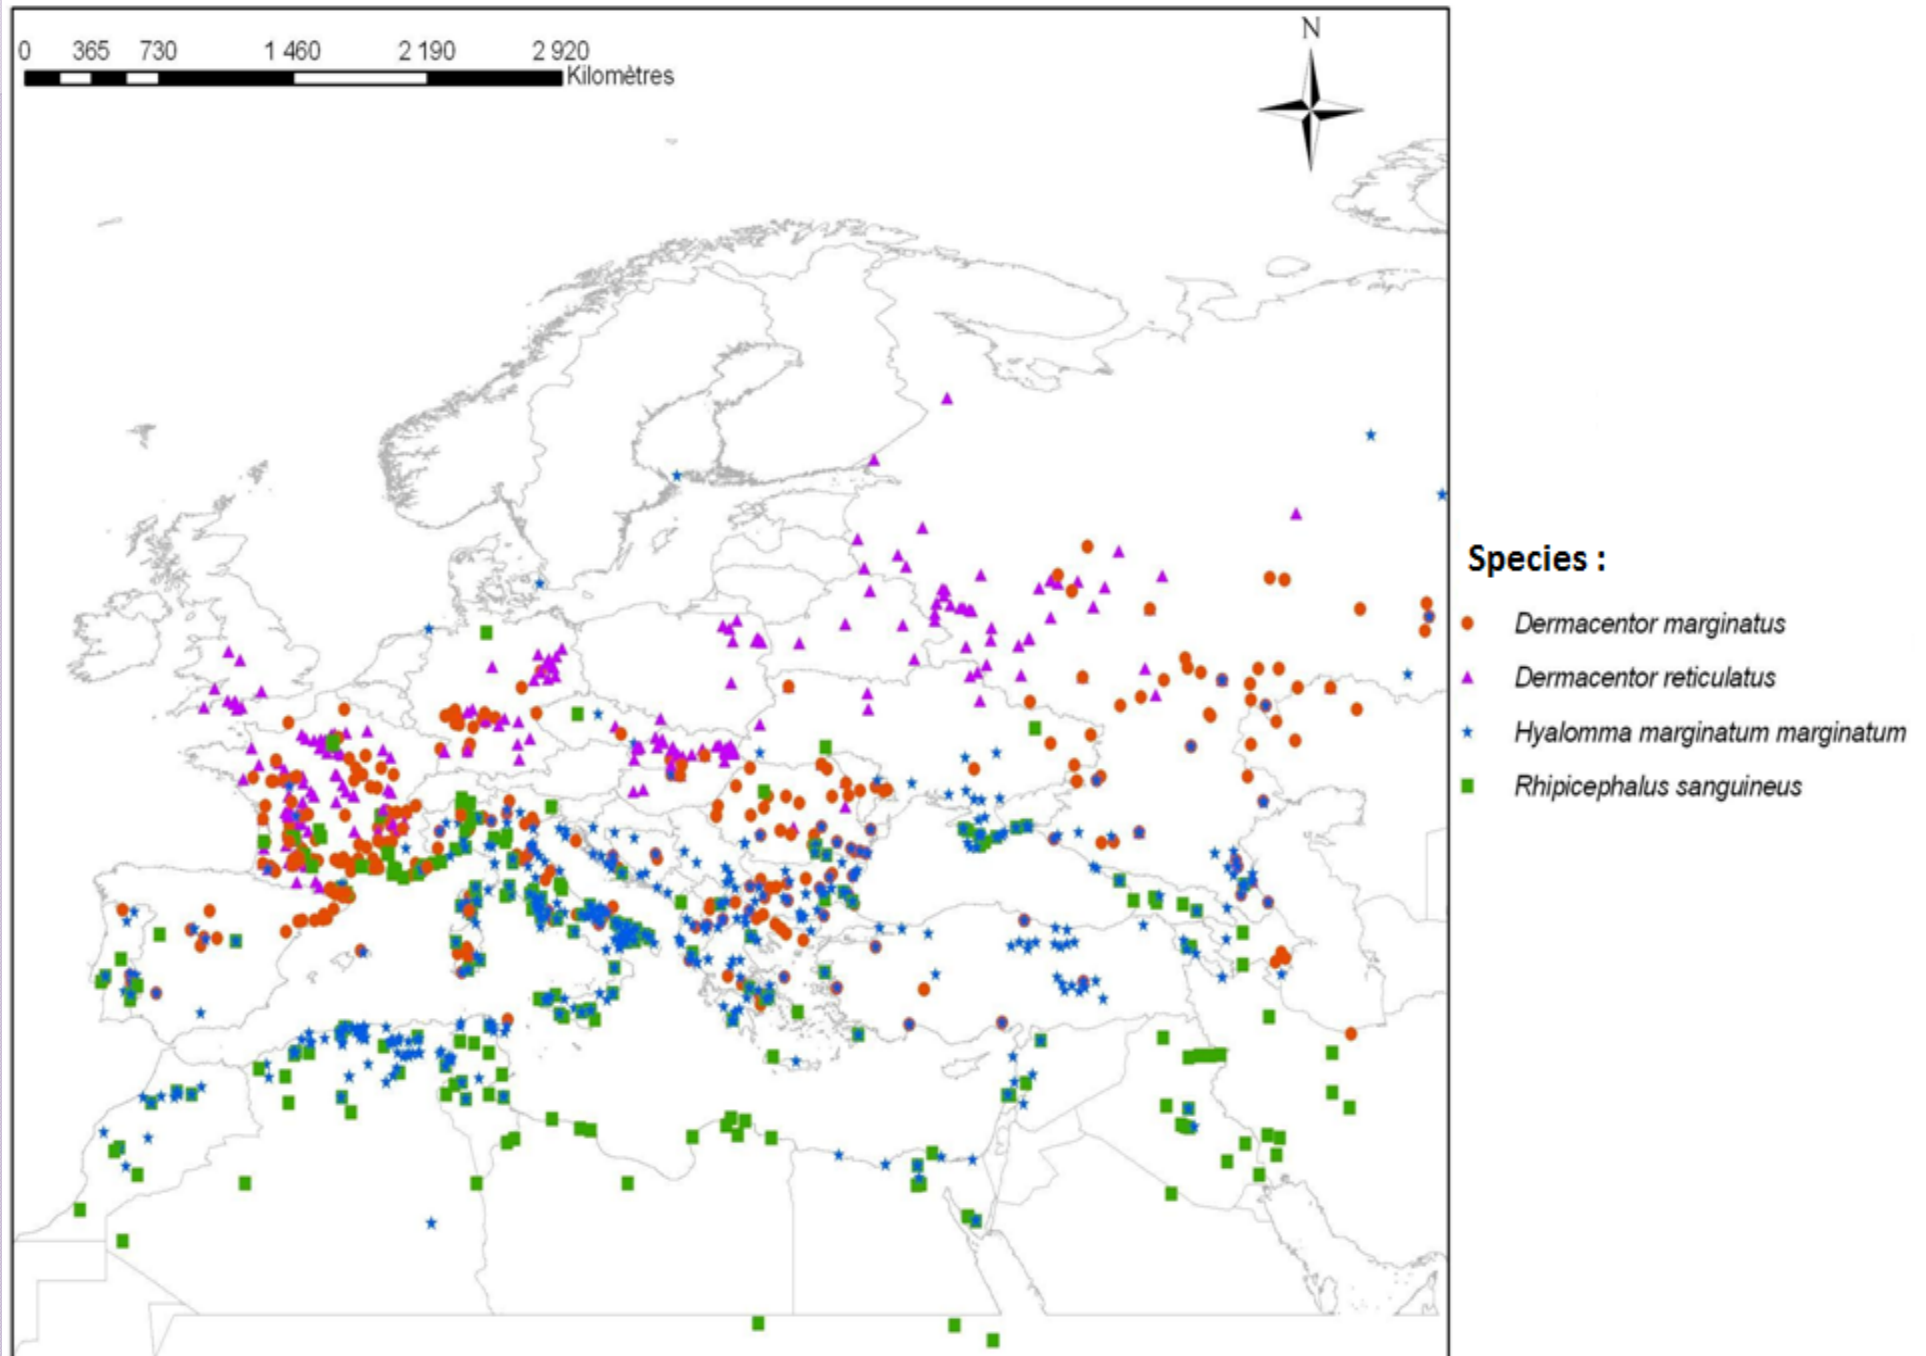 N
0 365 730 1 460 2 190 2 920
Kilomètres
Species :
Dermacentor marginatus
Dermacentor reticulatus
Hyalomma marginatum marginatum
Rhipicephalus sanguineus